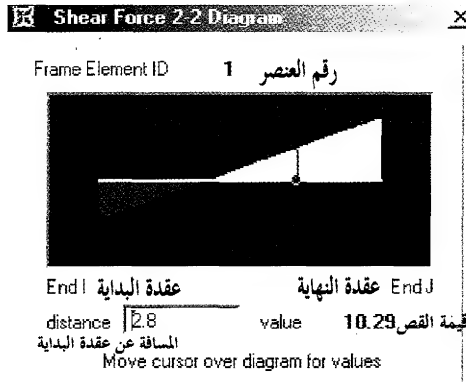 Shear Force 2-2 Diagram
Frame Element ID 1 رقم العنصر
End I عقدة البداية عقدة النهاية End J
distance 2.8 value 10.29 قيمة القص
المسافة عن عقدة البداية
Move cursor over diagram for values